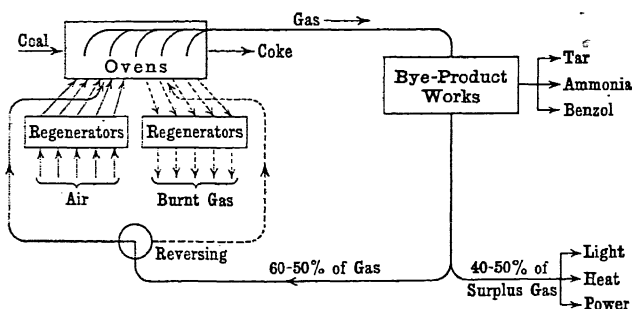 Gas
Coal
Coke
Ovens
Bye-Product
Works
Tar
Ammonia
Benzol
Regenerators
Regenerators
Air
Burnt Gas
Reversing
60-50% of Gas
40-50% of
Surplus Gas
Light
Heat
Power